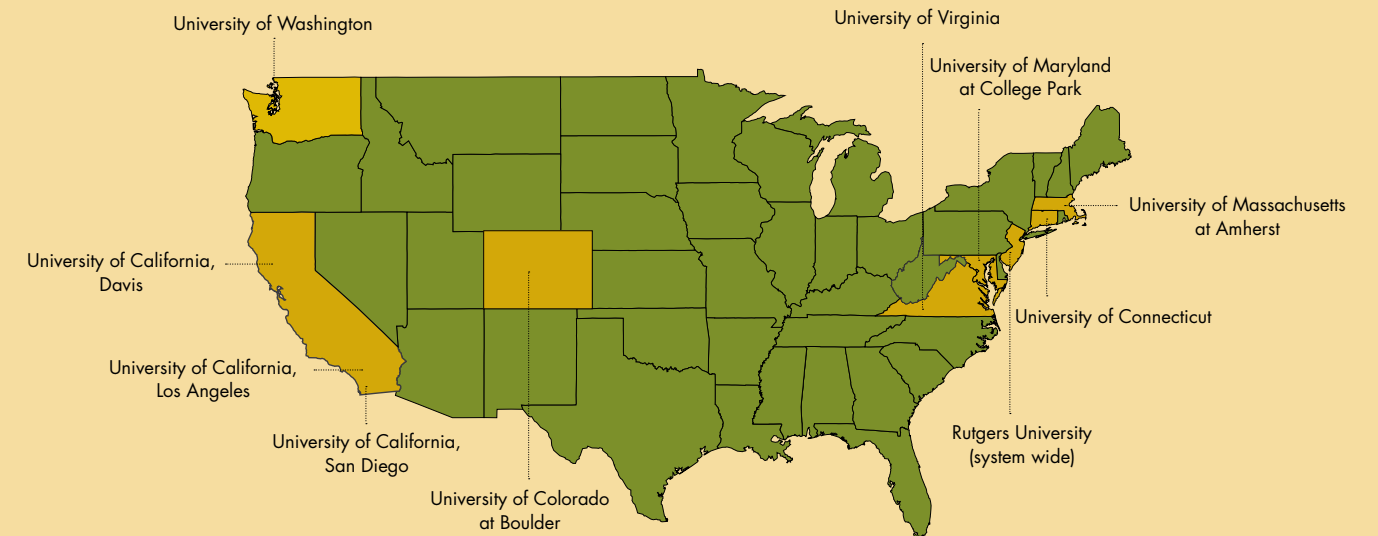 University of Washington
University of Virginia
University of Maryland
at College Park
University of Massachusetts
at Amherst
University of California,
Davis
University of Connecticut
University of California,
Los Angeles
Rutgers University
(system wide)
University of California,
San Diego
University of Colorado
at Boulder